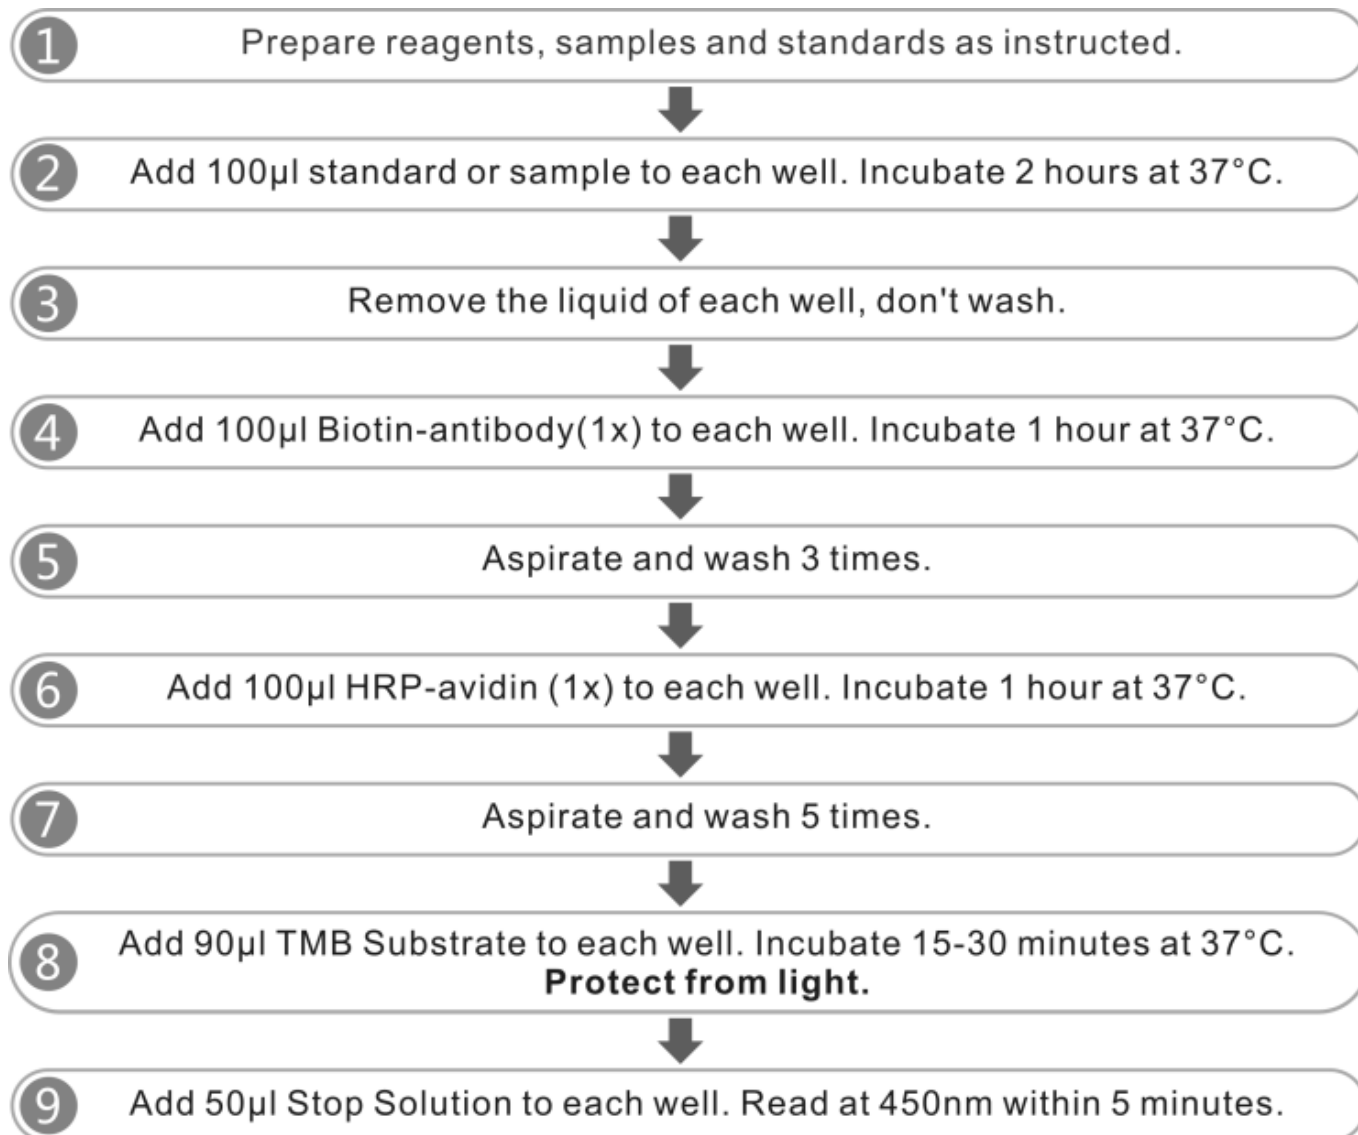 1 Prepare reagents, samples and standards as instructed.
2 Add 100µl standard or sample to each well. Incubate 2 hours at 37°C.
3 Remove the liquid of each well, don't wash.
4 Add 100µl Biotin-antibody(1x) to each well. Incubate 1 hour at 37°C.
5 Aspirate and wash 3 times.
6 Add 100µl HRP-avidin (1x) to each well. Incubate 1 hour at 37°C.
7 Aspirate and wash 5 times.
8 Add 90µl TMB Substrate to each well. Incubate 15-30 minutes at 37°C.
Protect from light.
9 Add 50µl Stop Solution to each well. Read at 450nm within 5 minutes.